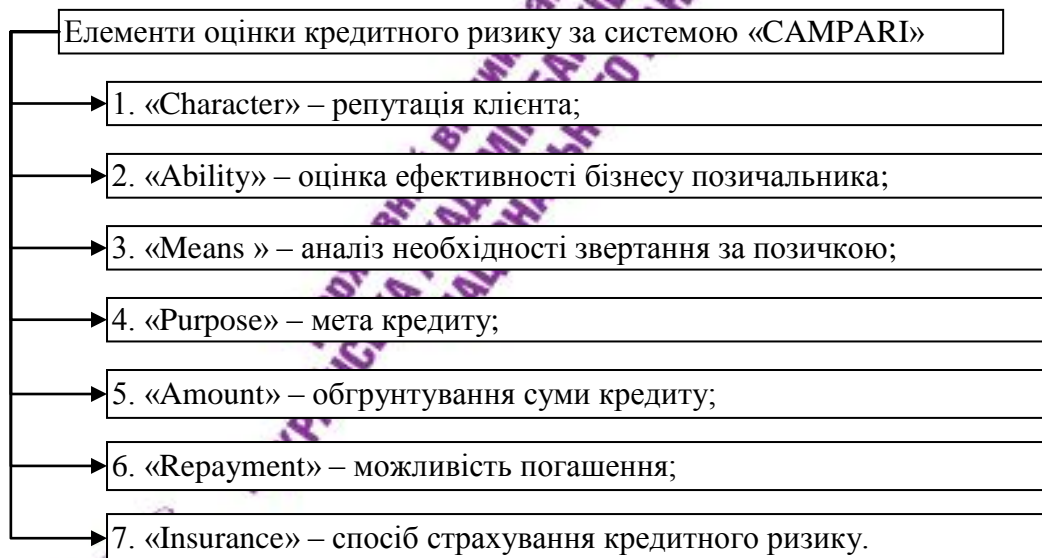 Елементи оцінки кредитного ризику за системою «CAMPARI»
1. «Character» – репутація клієнта;
2. «Ability» – оцінка ефективності бізнесу позичальника;
3. «Means » – аналіз необхідності звертання за позичкою;
4. «Purpose» – мета кредиту;
5. «Amount» – обгрунтування суми кредиту;
6. «Repayment» – можливість погашення;
7. «Insurance» – спосіб страхування кредитного ризику.